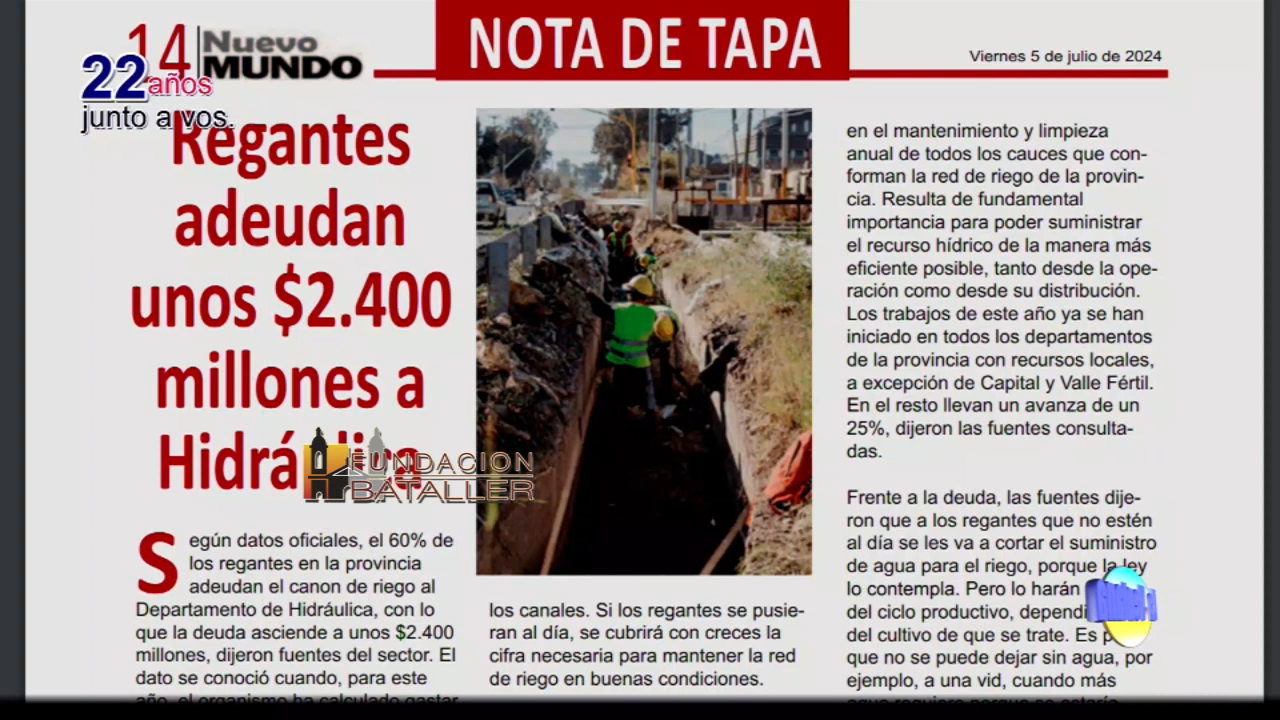 14
Nuevo
MUNDO
NOTA DE TAPA
Viernes 5 de julio de 2024
22 años
junto a vos.
Regantes
adeudan
unos $2.400
millones a
FUNDACION
BATALLER
Según datos oficiales, el 60% de
los regantes en la provincia
adeudan el canon de riego al
Departamento de Hidráulica, con lo
que la deuda asciende a unos $2.400
millones, dijeron fuentes del sector. El
dato se conoció cuando, para este
año, el organismo ha calculado gastar
los canales. Si los regantes se pusie-
ran al día, se cubrirá con creces la
cifra necesaria para mantener la red
de riego en buenas condiciones.
en el mantenimiento y limpieza
anual de todos los cauces que con-
forman la red de riego de la provin-
cia. Resulta de fundamental
importancia para poder suministrar
el recurso hídrico de la manera más
eficiente posible, tanto desde la ope-
ración como desde su distribución.
Los trabajos de este año ya se han
iniciado en todos los departamentos
de la provincia con recursos locales,
a excepción de Capital y Valle Fértil.
En el resto llevan un avanza de un
25%, dijeron las fuentes consulta-
das.
Frente a la deuda, las fuentes dije-
ron que a los regantes que no estén
al día se les va a cortar el suministro
de agua para el riego, porque la ley
lo contempla. Pero lo harán
del ciclo productivo,
del cultivo de que se trate. Es
que no se puede dejar sin agua, por
ejemplo, a una vid, cuando más